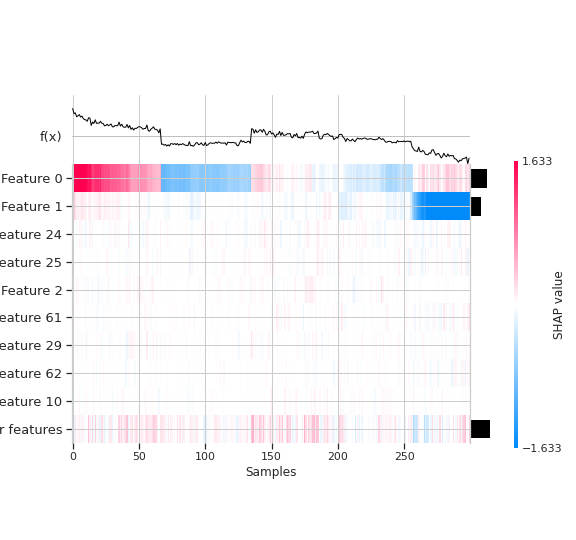 f(x)
Feature 0
Feature 1
eature 24
eature 25
Feature 2
eature 61
eature 29
eature 62
eature 10
r features
0 50 100 150 200 250
Samples
1.633
SHAP value
−1.633